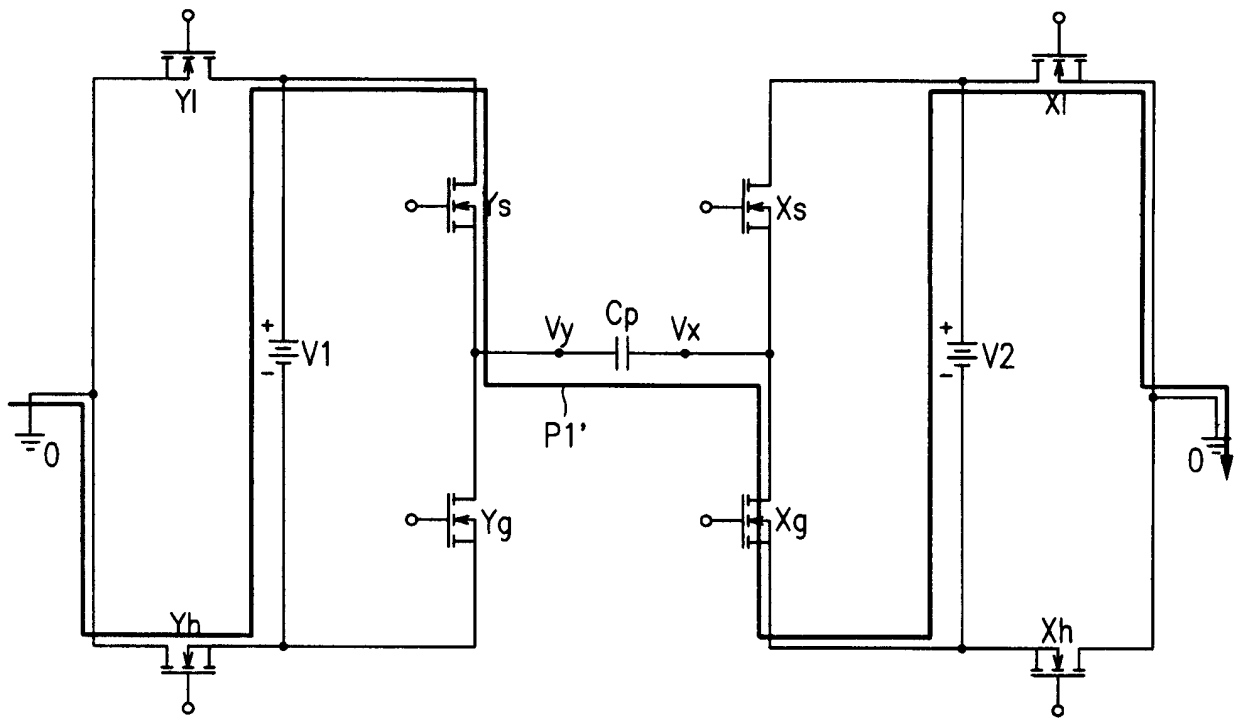 Yl
Xl
Ys
Xs
Vy
Cp
Vx
+
V1
-
+
V2
-
P1'
0
0
Yg
Xg
Yh
Xh